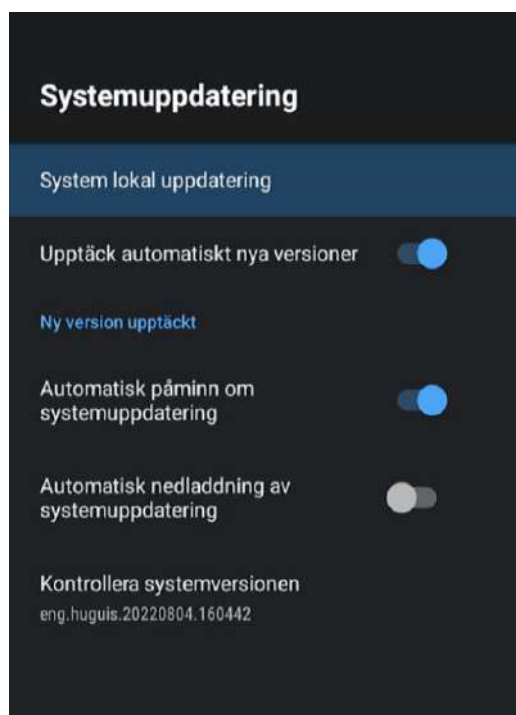 Systemuppdatering
System lokal uppdatering
Upptäck automatiskt nya versioner
Ny version upptäckt
Automatisk påminn om
systemuppdatering
Automatisk nedladdning av
systemuppdatering
Kontrollera systemversionen
eng.huguis.20220804.160442